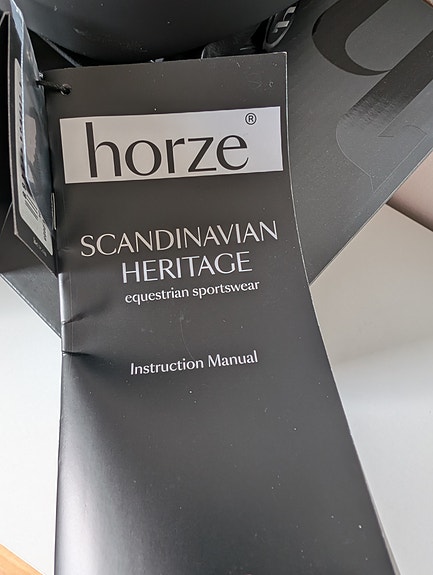 horze®
SCANDINAVIAN
HERITAGE
equestrian sportswear
Instruction Manual